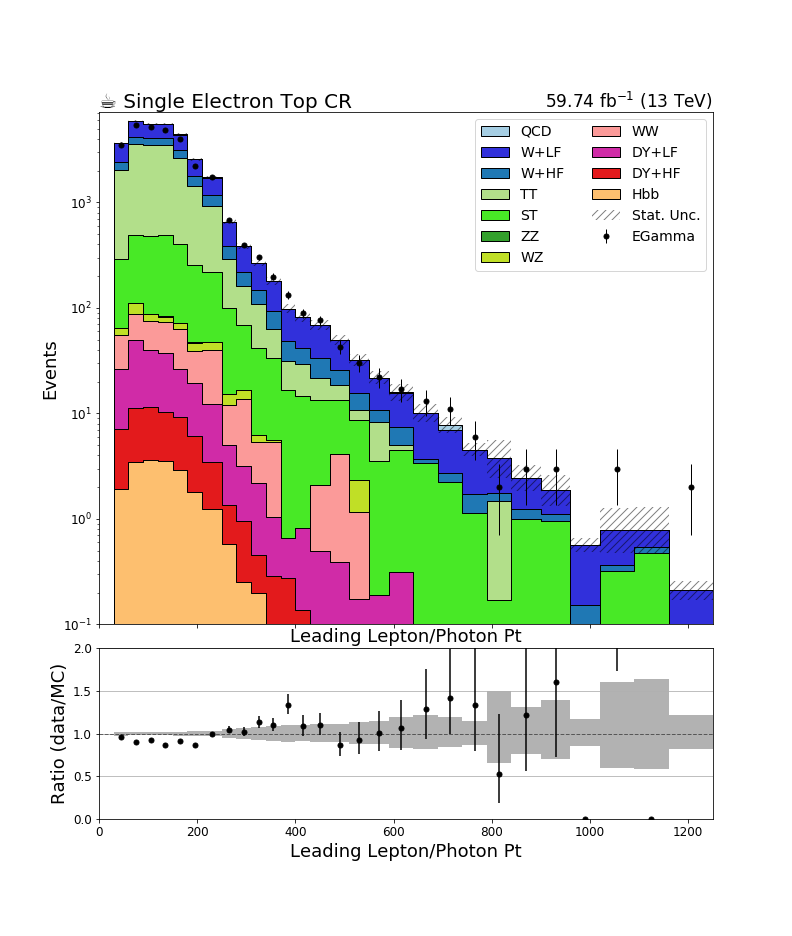 ☕ Single Electron Top CR
59.74 fb⁻¹ (13 TeV)
QCD
W+LF
W+HF
TT
ST
ZZ
WZ
WW
DY+LF
DY+HF
Hbb
Stat. Unc.
EGamma
Events
10³
10²
10¹
10⁰
10⁻¹
Leading Lepton/Photon Pt
Ratio (data/MC)
2.0
1.5
1.0
0.5
0.0
0 200 400 600 800 1000 1200
Leading Lepton/Photon Pt